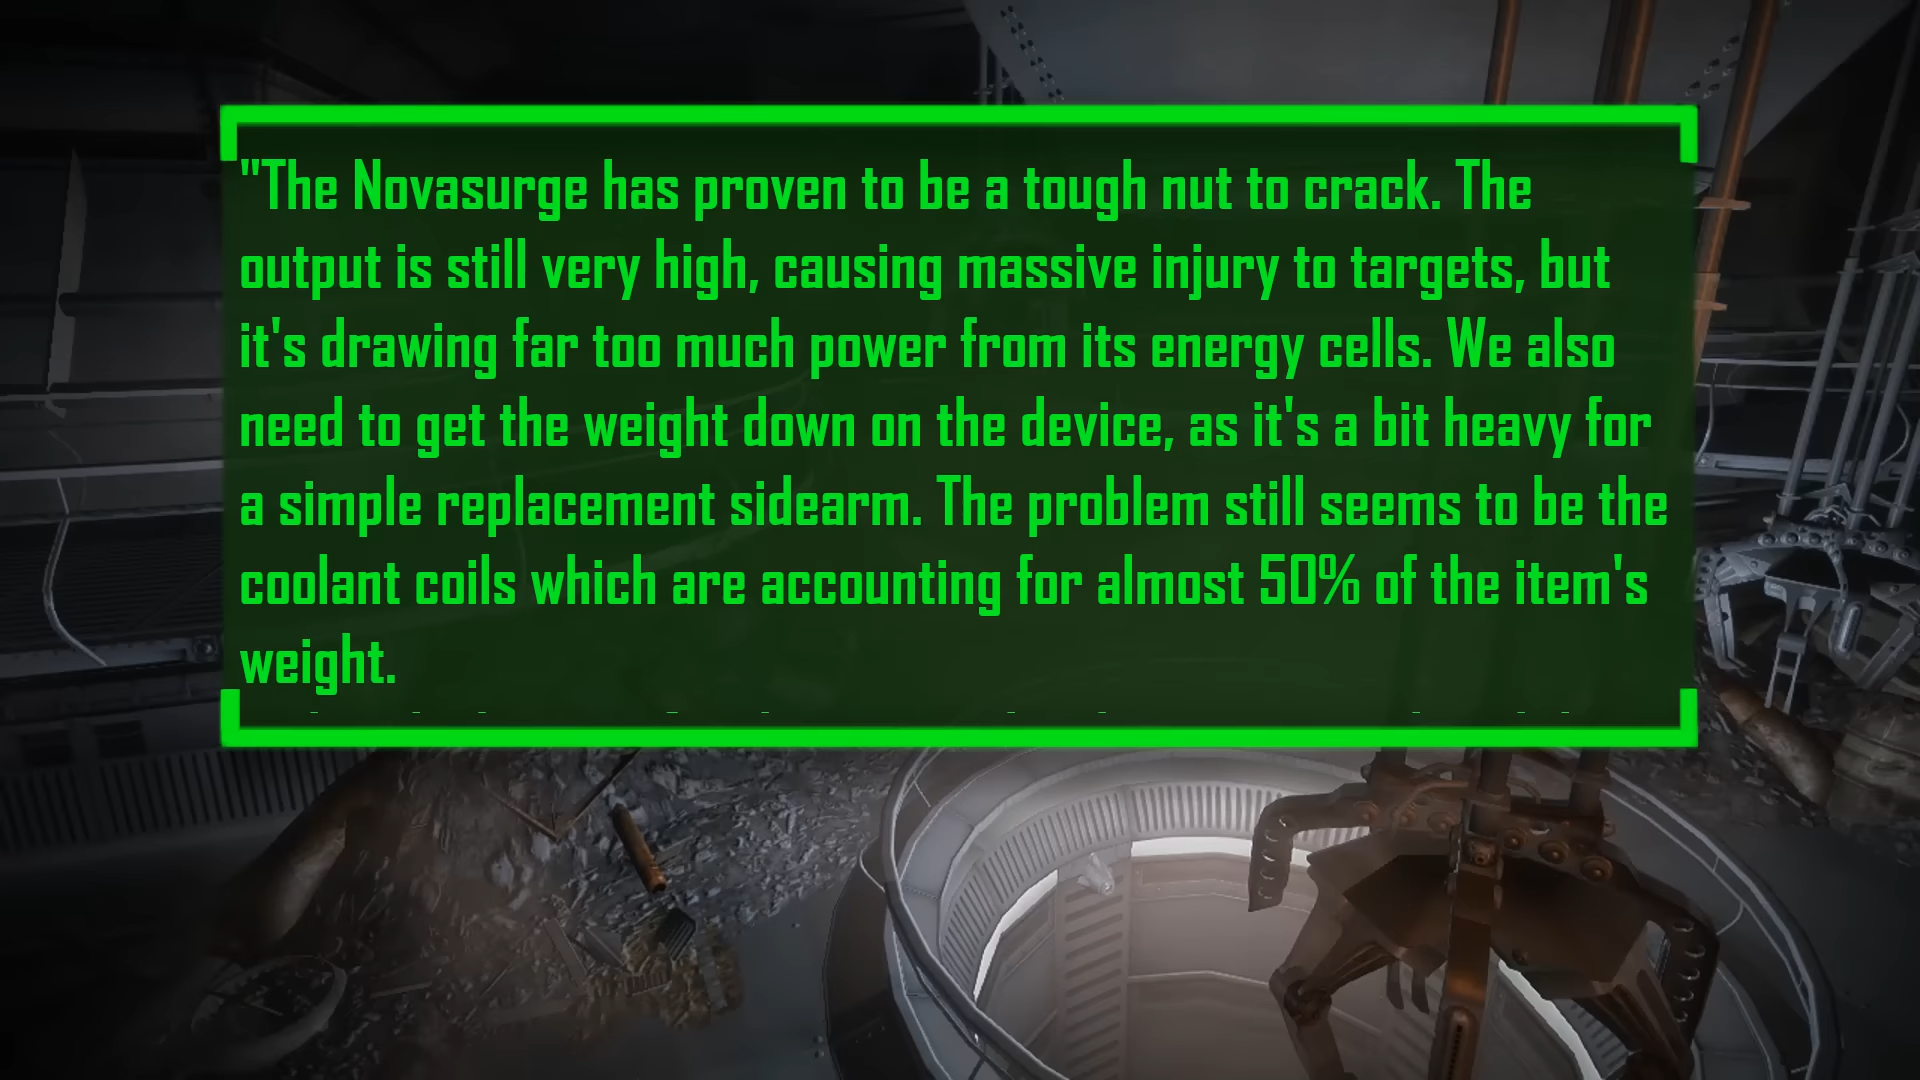 "The Novasurge has proven to be a tough nut to crack. The
output is still very high, causing massive injury to targets, but
it's drawing far too much power from its energy cells. We also
need to get the weight down on the device, as it's a bit heavy for
a simple replacement sidearm. The problem still seems to be the
coolant coils which are accounting for almost 50% of the item's
weight.